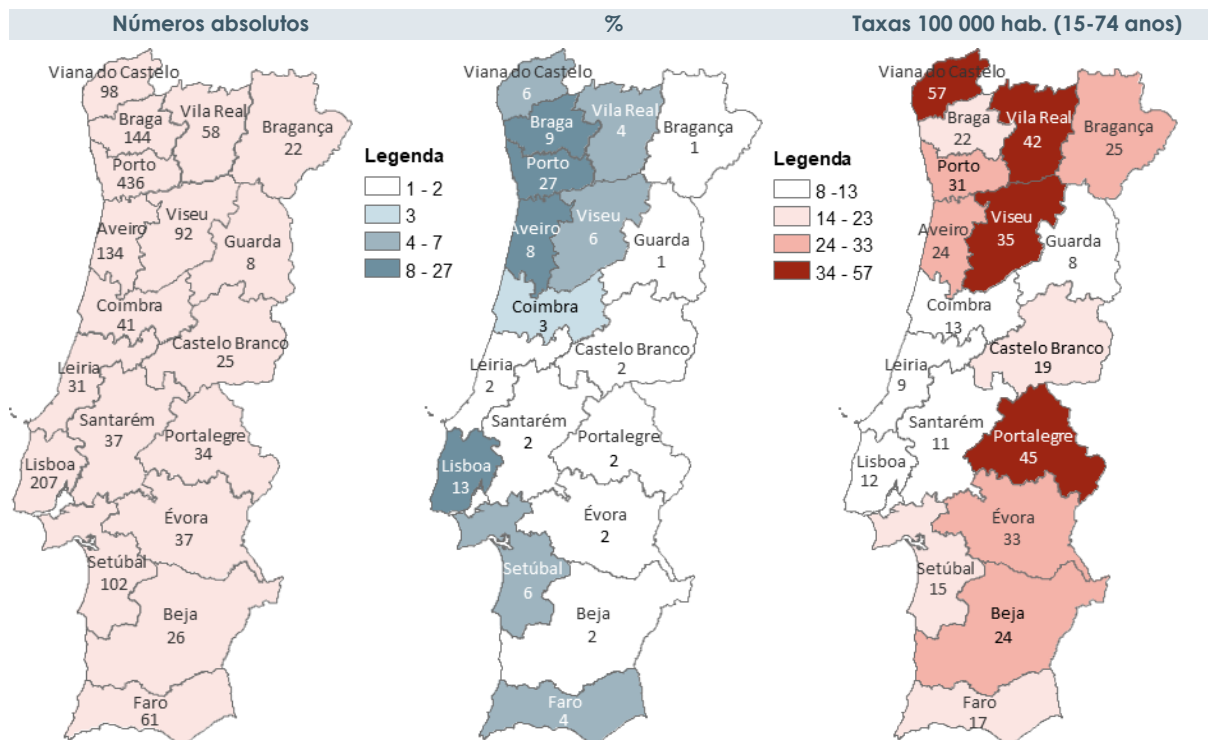 Números absolutos
Viana do Castelo
98
Braga
144
Vila Real
58
Bragança
22
Porto
436
Aveiro
134
Viseu
92
Guarda
8
Coimbra
41
Castelo Branco
25
Leiria
31
Santarém
37
Portalegre
34
Lisboa
207
Évora
37
Setúbal
102
Beja
26
Faro
61
%
Viana do Castelo
6
Braga
9
Vila Real
4
Bragança
1
Porto
27
Aveiro
8
Viseu
6
Guarda
1
Coimbra
3
Castelo Branco
2
Leiria
2
Santarém
2
Portalegre
2
Lisboa
13
Évora
2
Setúbal
6
Beja
2
Faro
4
Legenda
1 - 2
3
4 - 7
8 - 27
Taxas 100 000 hab. (15-74 anos)
Viana do Castelo
57
Braga
22
Vila Real
42
Bragança
25
Porto
31
Aveiro
24
Viseu
35
Guarda
8
Coimbra
13
Castelo Branco
19
Leiria
9
Santarém
11
Portalegre
45
Lisboa
12
Évora
33
Setúbal
15
Beja
24
Faro
17
Legenda
8 -13
14 - 23
24 - 33
34 - 57